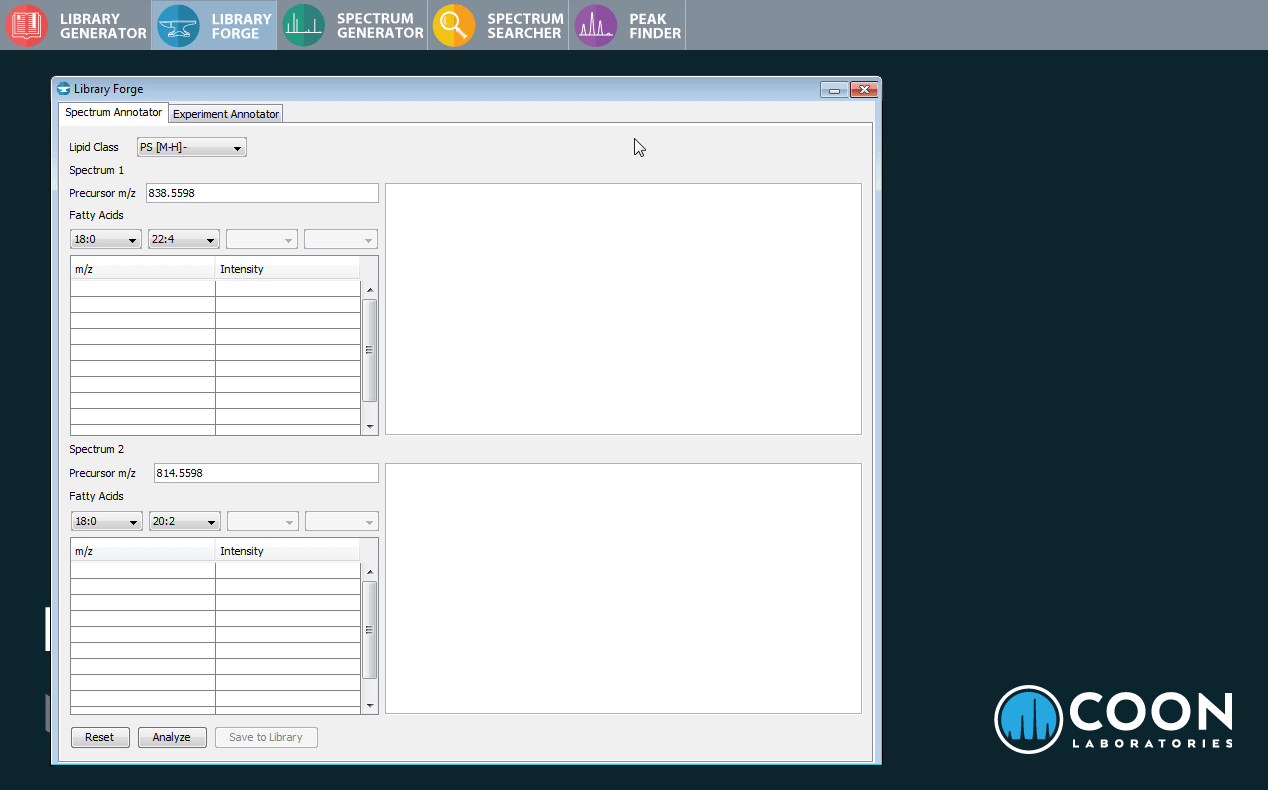 LIBRARY GENERATOR
LIBRARY FORGE
SPECTRUM GENERATOR
SPECTRUM SEARCHER
PEAK FINDER
Library Forge
Spectrum Annotator
Experiment Annotator
Lipid Class
PS [M-H]-
Spectrum 1
Precursor m/z
838.5598
Fatty Acids
18:0
22:4
m/z
Intensity
Spectrum 2
Precursor m/z
814.5598
Fatty Acids
18:0
20:2
m/z
Intensity
Reset
Analyze
Save to Library
COON
LABORATORIES